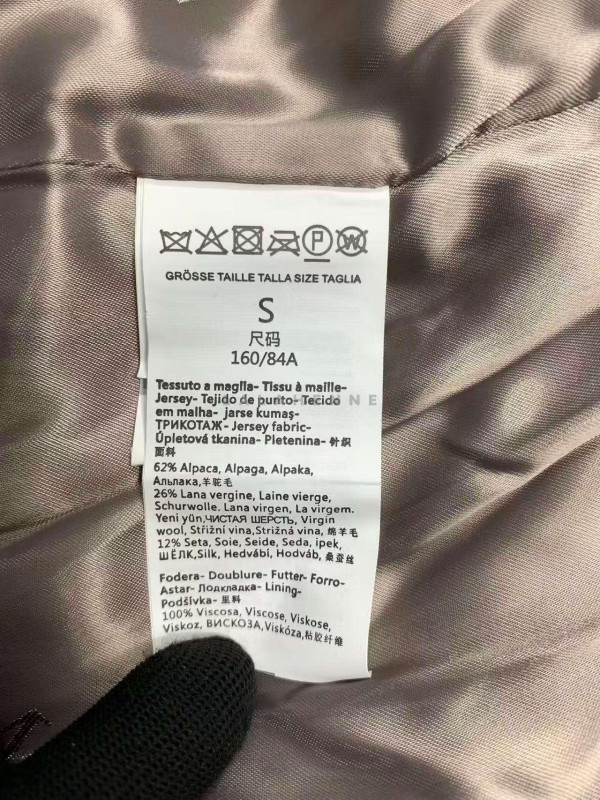 P W
GRÖSSE TAILLE TALLA SIZE TAGLIA
S
尺码
160/84A
Tessuto a maglla- Tissu à maille-
Jersey- Tejido de punto- Tecido
em malha- jarse kumaş-
ТРИКОТАЖ- Jersey fabric-
Úpletová tkanina- Pletenina- 针织
面料
62% Alpaca, Alpaga, Alpaka,
Альпака,羊驼毛
26% Lana vergine, Laine vierge,
Schurwolle. Lana virgen, La virgem.
Yeni yün,ЧИСТАЯ ШЕРСТЬ, Virgin
wool, Střižní vina,Strižná vina, 绵羊毛
12% Seta, Soie, Seide, Seda, ipek,
ШЁЛК,Silk, Hedvábí, Hodváb, 桑蚕丝
Fodera- Doublure- Futter- Forro-
Astar- Подкладка- Lining-
Podšívka- 里料
100% Viscosa, Viscose, Viskose,
Viskoz, ВИСКОЗА,Viskóza,粘胶纤维